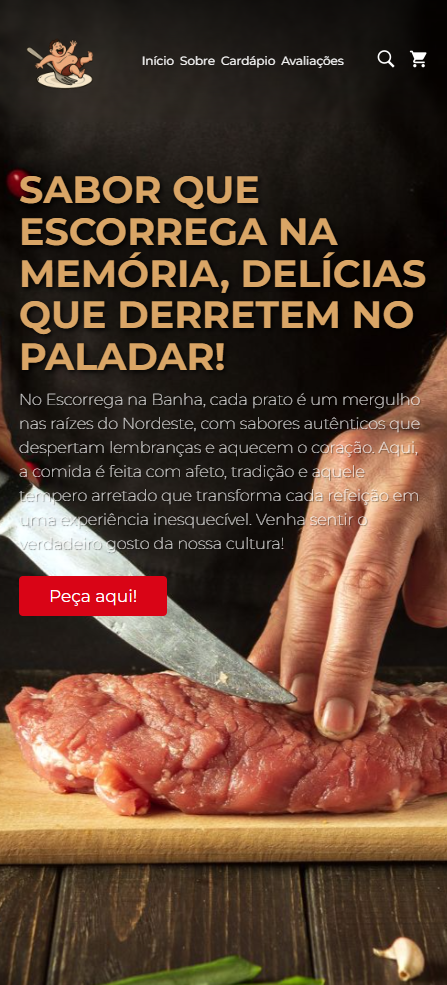 Início Sobre Cardápio Avaliações
SABOR QUE
ESCORREGA NA
MEMÓRIA, DELÍCIAS
QUE DERRETEM NO
PALADAR!
No Escorrega na Banha, cada prato é um mergulho
nas raízes do Nordeste, com sabores autênticos que
despertam lembranças e aquecem o coração. Aqui,
a comida é feita com afeto, tradição e aquele
tempero arretado que transforma cada refeição em
uma experiência inesquecível. Venha sentir o
verdadeiro gosto da nossa cultura!
Peça aqui!